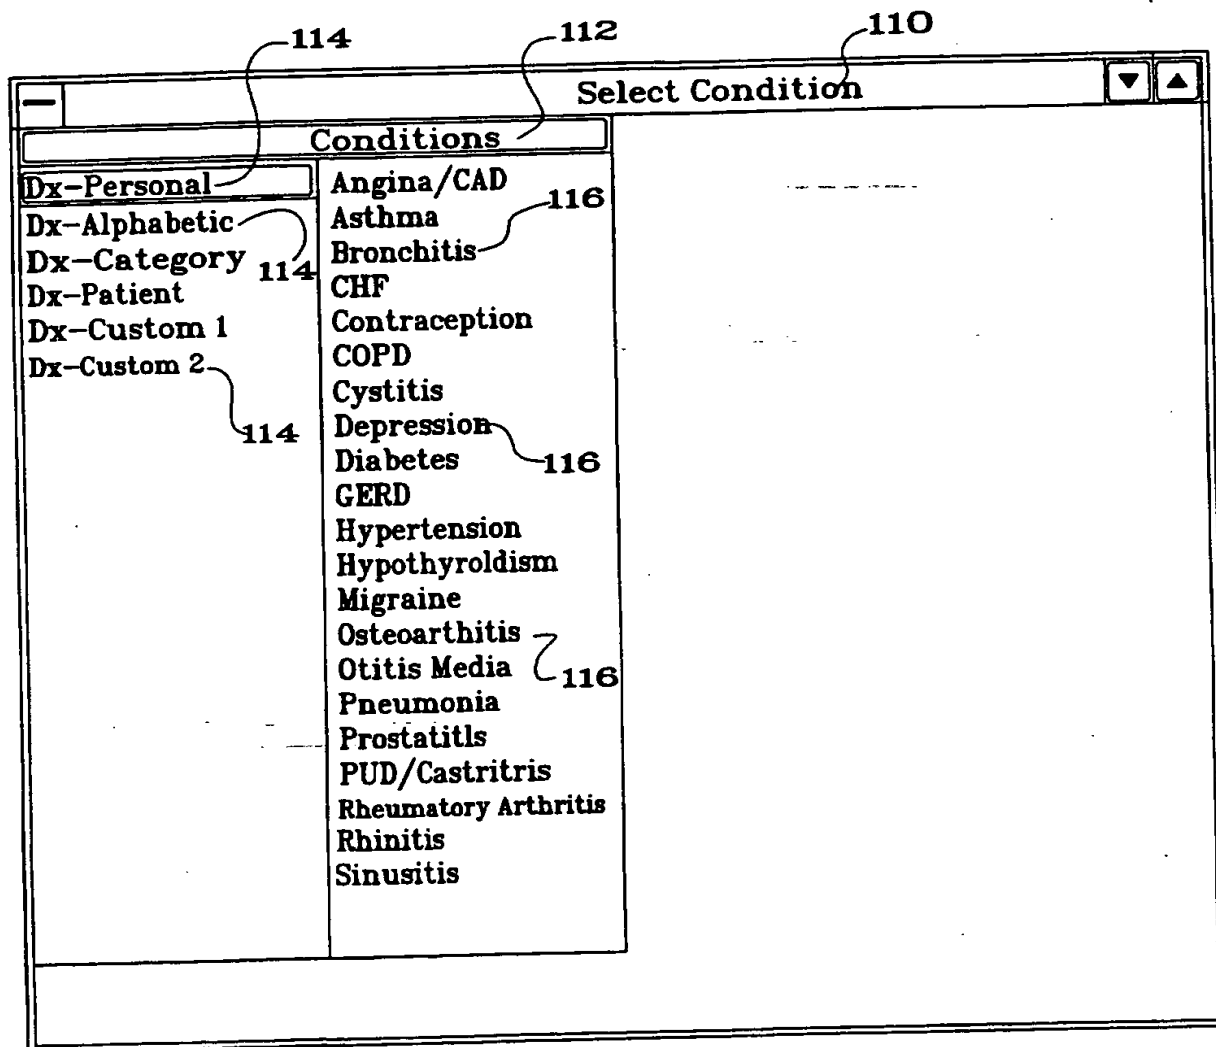 114
112
110
Select Condition
Conditions
Dx-Personal
Dx-Alphabetic
114
Dx-Category
Dx-Patient
Dx-Custom 1
Dx-Custom 2
114
Angina/CAD
116
Asthma
Bronchitis
CHF
Contraception
COPD
Cystitis
Depression
116
Diabetes
GERD
Hypertension
Hypothyroldism
Migraine
Osteoarthitis
Otitis Media
116
Pneumonia
Prostatitls
PUD/Castritris
Rheumatory Arthritis
Rhinitis
Sinusitis